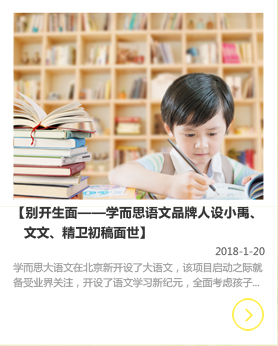 【别开生面——学而思语文品牌人设小禹、
文文、精卫初稿面世】
2018-1-20
学而思大语文在北京新开设了大语文，该项目启动之际就
备受业界关注，开设了语文学习新纪元，全面考虑孩子...